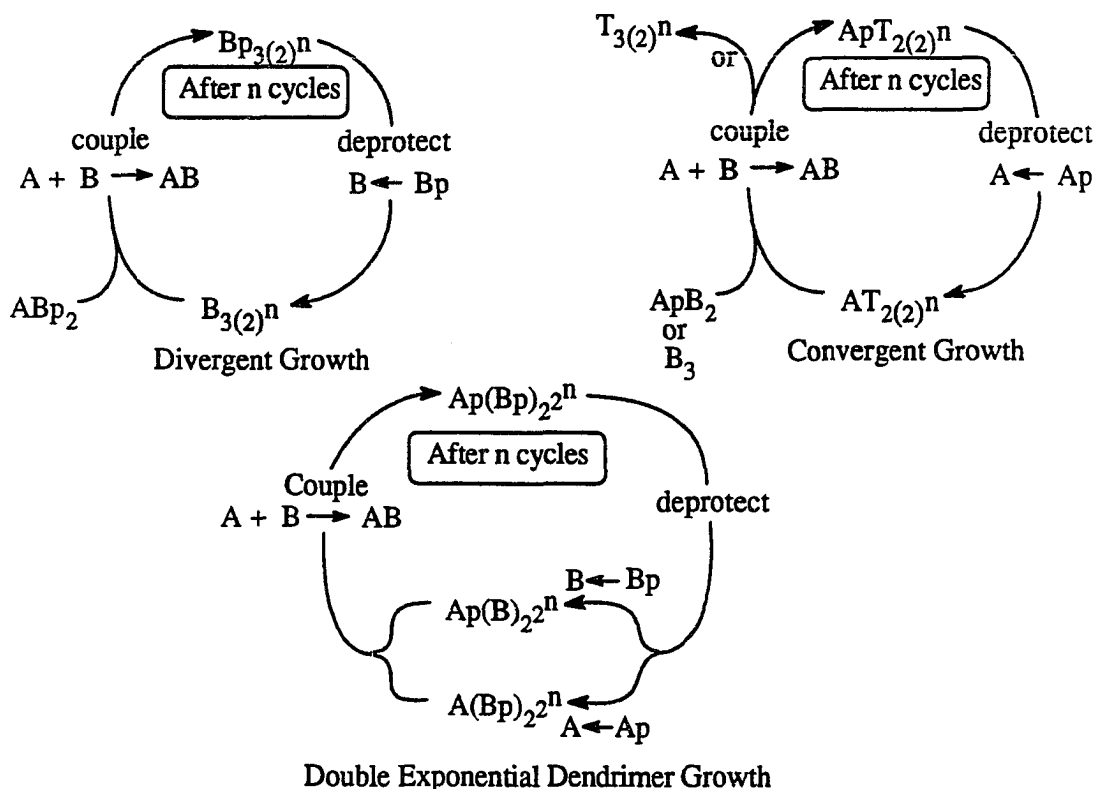 Bp3(2)n
After n cycles
couple
A + B → AB
deprotect
B ← Bp
ABp2
B3(2)n
Divergent Growth
T3(2)n
or
ApT2(2)n
After n cycles
couple
A + B → AB
deprotect
A ← Ap
ApB2
or
B3
AT2(2)n
Convergent Growth
Ap(Bp)22n
After n cycles
Couple
A + B → AB
deprotect
B ← Bp
Ap(B)22n
A(Bp)22n
A ← Ap
Double Exponential Dendrimer Growth